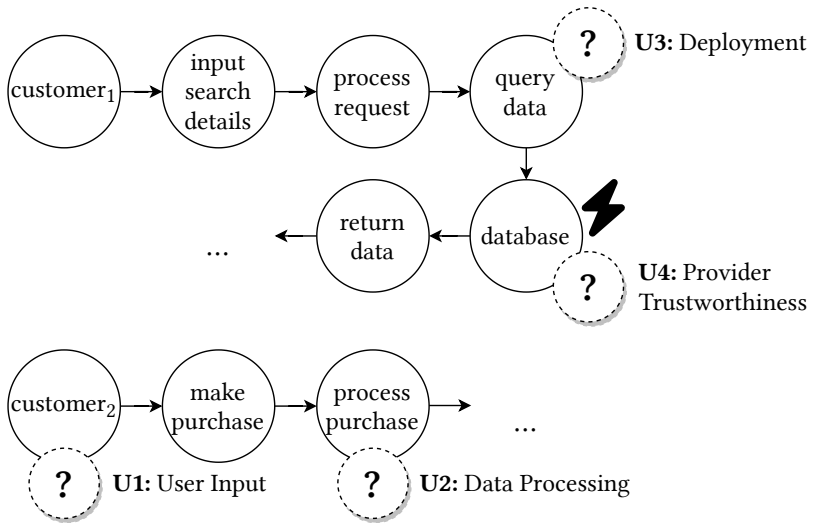 customer₁
input
search
details
process
request
query
data
?
U3: Deployment
...
return
data
database
?
U4: Provider
Trustworthiness
customer₂
make
purchase
process
purchase
...
?
U1: User Input
?
U2: Data Processing